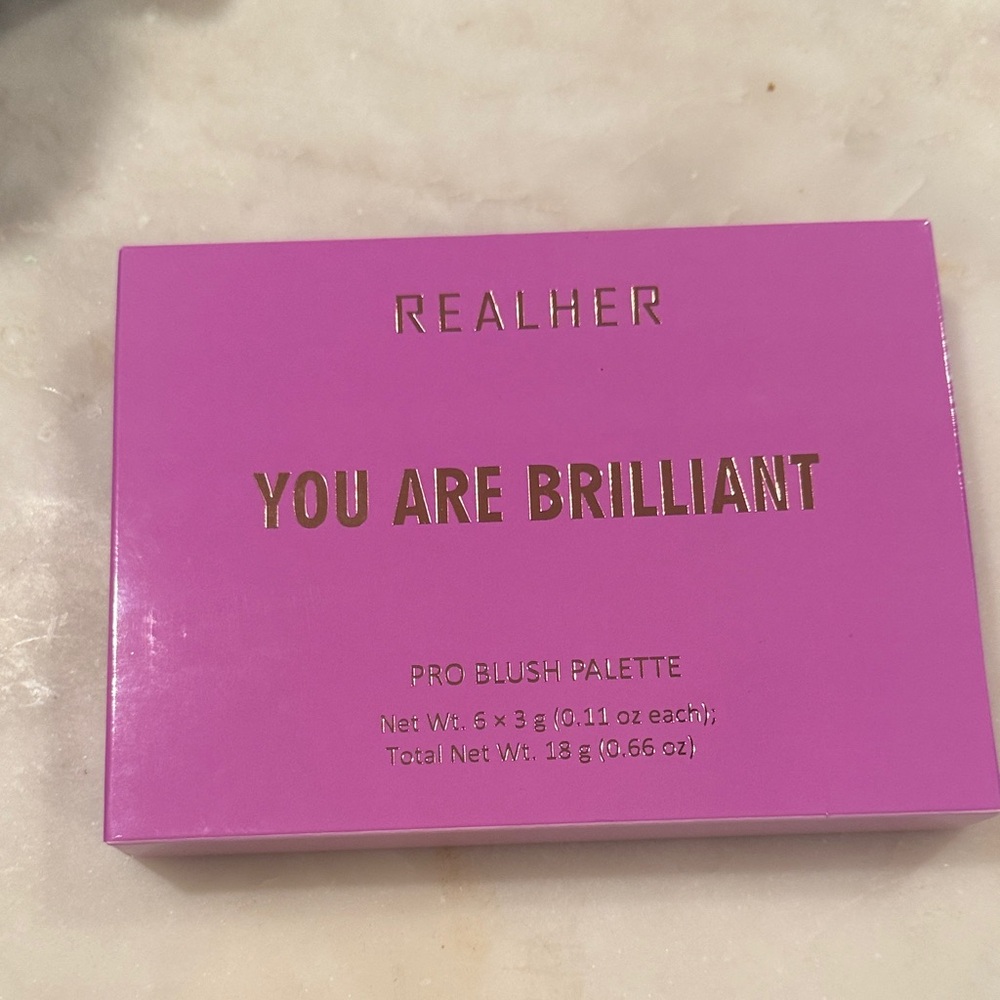 REALHER
YOU ARE BRILLIANT
PRO BLUSH PALETTE
Net Wt. 6 × 3 g (0.11 oz each);
Total Net Wt. 18 g (0.66 oz)